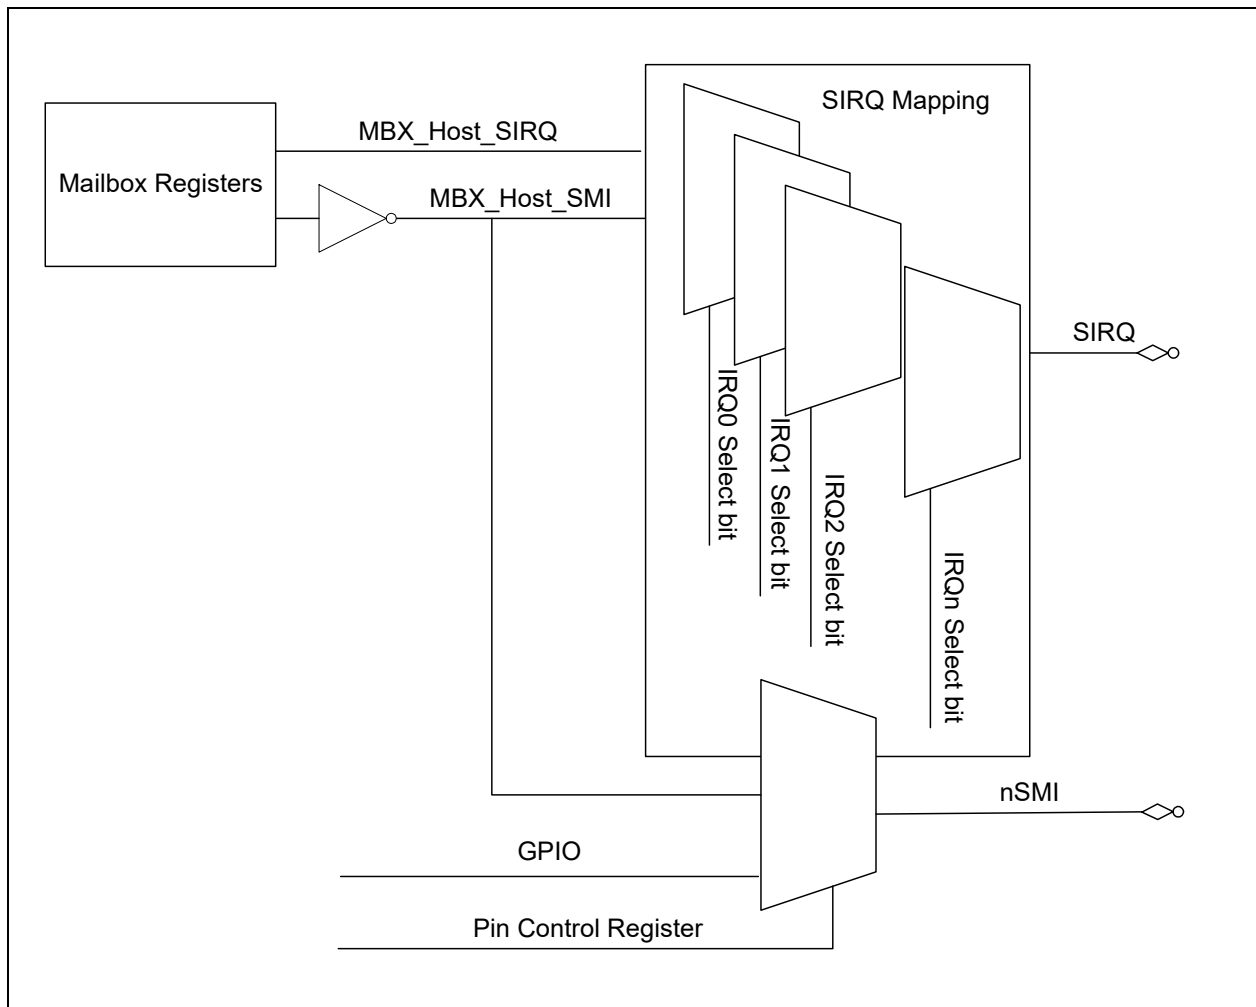 SIRQ Mapping
MBX_Host_SIRQ
Mailbox Registers
MBX_Host_SMI
SIRQ
IRQ0 Select bit
IRQ1 Select bit
IRQ2 Select bit
IRQn Select bit
nSMI
GPIO
Pin Control Register